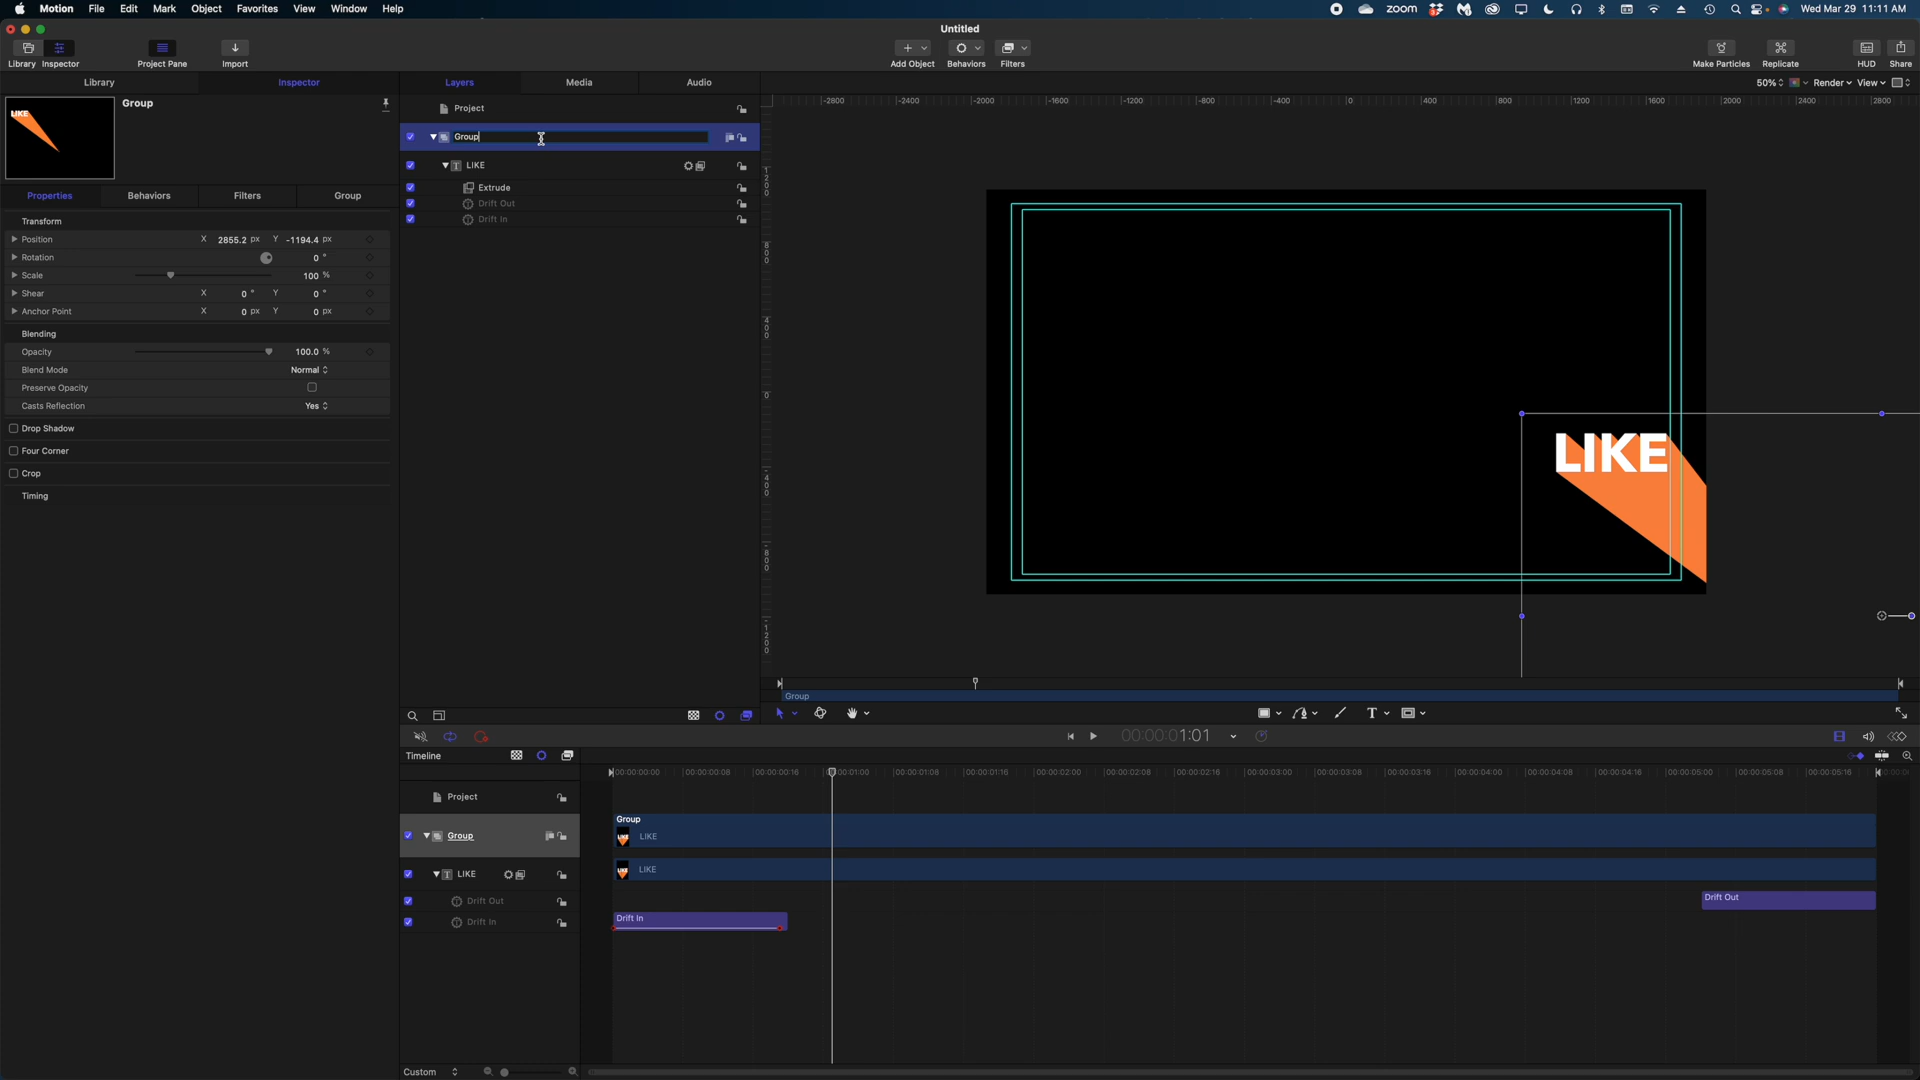 Motion File Edit Mark Object Favorites View Window Help
zoom Wed Mar 29 11:11 AM
Untitled
Library Inspector Project Pane Import Add Object Behaviors Filters Make Particles Replicate HUD Share
Library Inspector Layers Media Audio
50% Render View
Group
LIKE
Properties Behaviors Filters Group
Transform
Position X 2855.2 px Y -1194.4 px
Rotation 0 °
Scale 100 %
Shear X 0 ° Y 0 °
Anchor Point X 0 px Y 0 px
Blending
Opacity 100.0 %
Blend Mode Normal
Preserve Opacity
Casts Reflection Yes
Drop Shadow
Four Corner
Crop
Timing
Project
Group
LIKE
Extrude
Drift Out
Drift In
-2800 -2400 -2000 -1600 -1200 -800 -400 0 400 800 1200 1600 2000 2400 2800
1200
800
400
0
-400
-800
-1200
LIKE
Group
T
00:00:00:01:01
Timeline
00:00:00:00 00:00:00:08 00:00:00:16 00:00:01:00 00:00:01:08 00:00:01:16 00:00:02:00 00:00:02:08 00:00:02:16 00:00:03:00 00:00:03:08 00:00:03:16 00:00:04:00 00:00:04:08 00:00:04:16 00:00:05:00 00:00:05:08 00:00:05:16
Project
Group Group
LIKE
LIKE LIKE
Drift Out Drift Out
Drift In Drift In
Custom